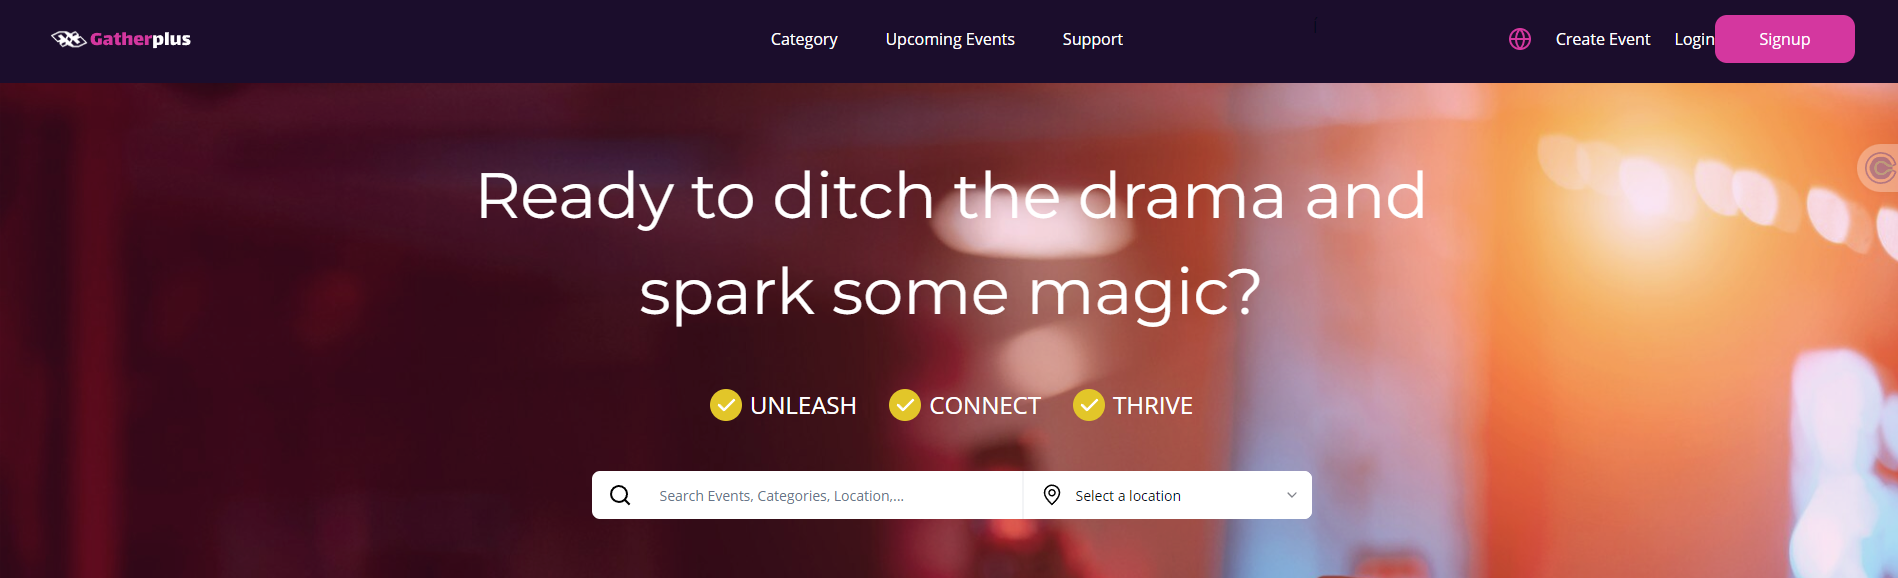 Gatherplus
Category
Upcoming Events
Support
Create Event
Login
Signup
Ready to ditch the drama and
spark some magic?
UNLEASH
CONNECT
THRIVE
Search Events, Categories, Location,...
Select a location